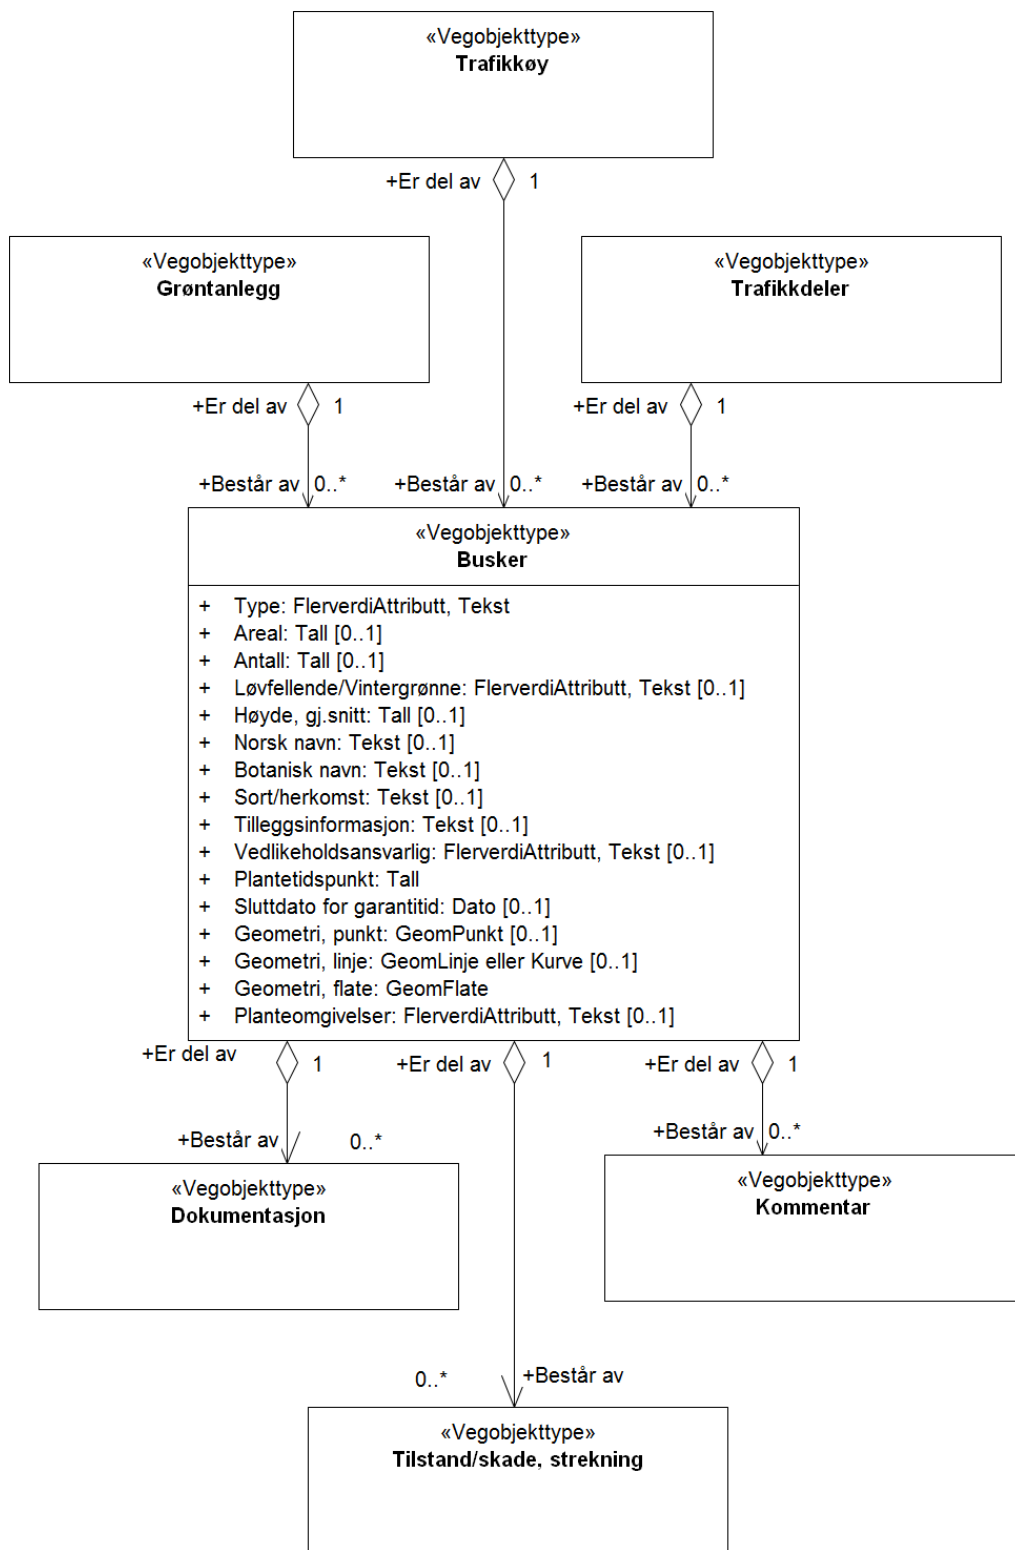 «Vegobjekttype»
Trafikkøy
+Er del av 1
«Vegobjekttype»
Grøntanlegg
«Vegobjekttype»
Trafikkdeler
+Er del av 1
+Er del av 1
+Består av 0..*
+Består av 0..*
+Består av 0..*
«Vegobjekttype»
Busker
+ Type: FlerverdiAttributt, Tekst
+ Areal: Tall [0..1]
+ Antall: Tall [0..1]
+ Løvfellende/Vintergrønne: FlerverdiAttributt, Tekst [0..1]
+ Høyde, gj.snitt: Tall [0..1]
+ Norsk navn: Tekst [0..1]
+ Botanisk navn: Tekst [0..1]
+ Sort/herkomst: Tekst [0..1]
+ Tilleggsinformasjon: Tekst [0..1]
+ Vedlikeholdsansvarlig: FlerverdiAttributt, Tekst [0..1]
+ Plantetidspunkt: Tall
+ Sluttdato for garantitid: Dato [0..1]
+ Geometri, punkt: GeomPunkt [0..1]
+ Geometri, linje: GeomLinje eller Kurve [0..1]
+ Geometri, flate: GeomFlate
+ Planteomgivelser: FlerverdiAttributt, Tekst [0..1]
+Er del av 1
+Er del av 1
+Er del av 1
+Består av 0..*
+Består av 0..*
«Vegobjekttype»
Dokumentasjon
«Vegobjekttype»
Kommentar
0..* +Består av
«Vegobjekttype»
Tilstand/skade, strekning